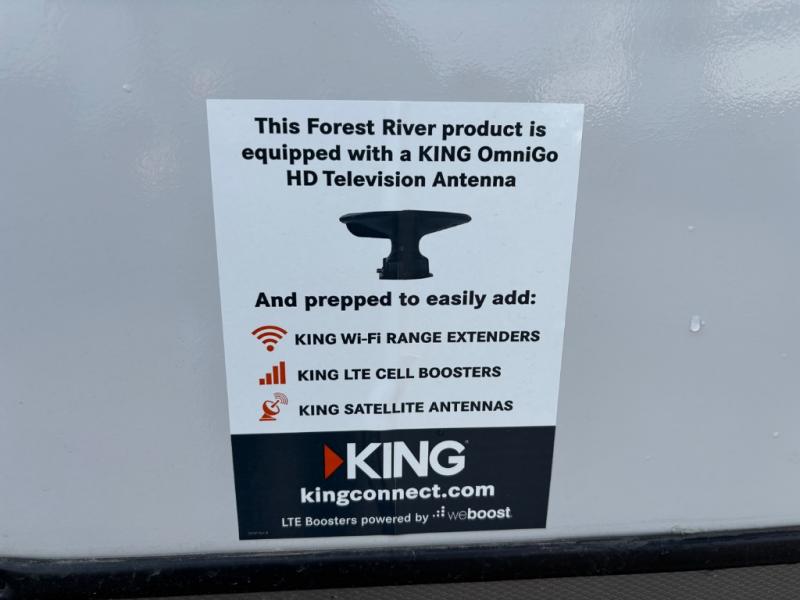 This Forest River product is
equipped with a KING OmniGo
HD Television Antenna
And prepped to easily add:
KING Wi-Fi RANGE EXTENDERS
KING LTE CELL BOOSTERS
KING SATELLITE ANTENNAS
KING
kingconnect.com
LTE Boosters powered by weboost